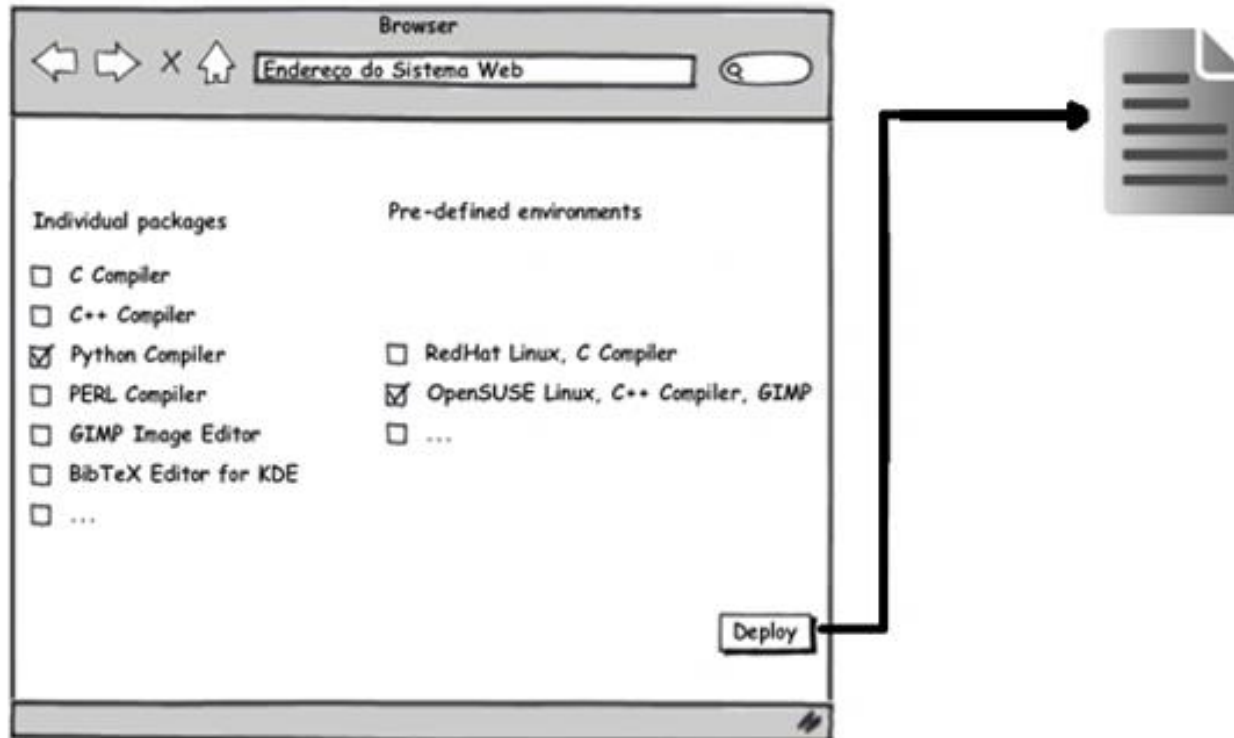 Browser
Endereço do Sistema Web
Individual packages
C Compiler
C++ Compiler
Python Compiler
PERL Compiler
GIMP Image Editor
BibTeX Editor for KDE
...
Pre-defined environments
RedHat Linux, C Compiler
OpenSUSE Linux, C++ Compiler, GIMP
...
Deploy